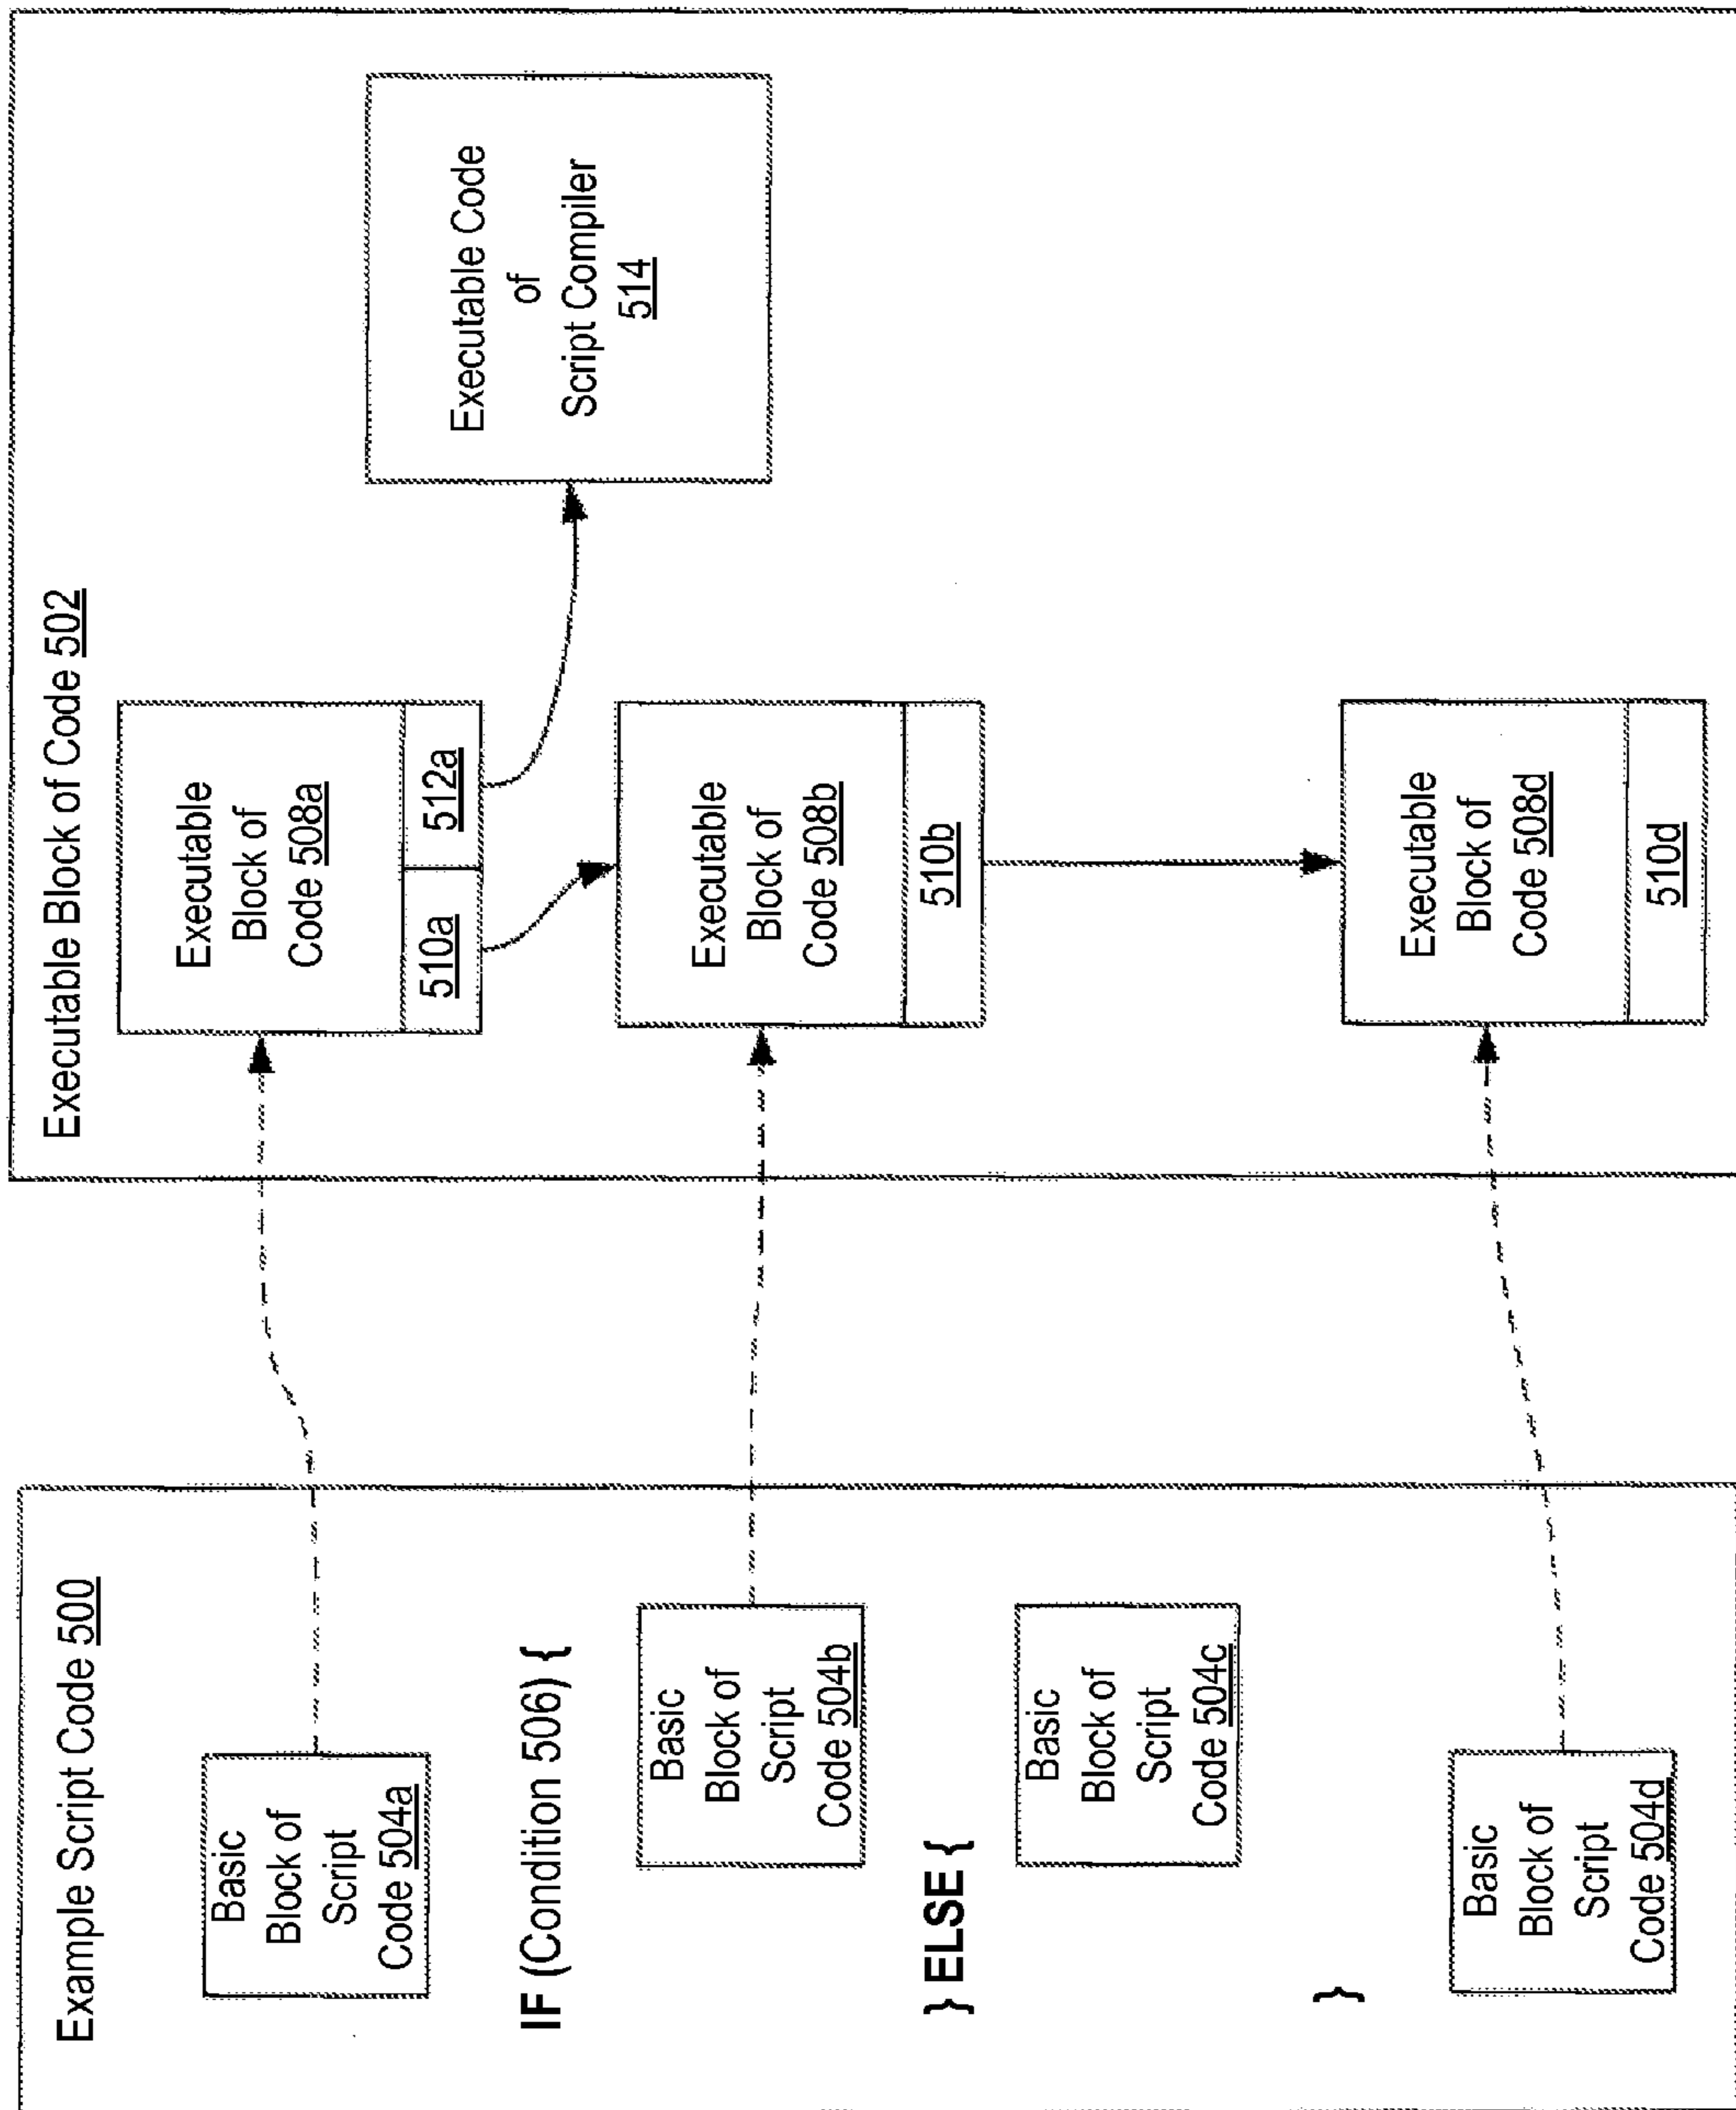 Example Script Code 500
Basic
Block of
Script
Code 504a
IF (Condition 506) {
Basic
Block of
Script
Code 504b
} ELSE {
Basic
Block of
Script
Code 504c
}
Basic
Block of
Script
Code 504d
Executable Block of Code 502
Executable
Block of
Code 508a
510a
512a
Executable Code
of
Script Compiler
514
Executable
Block of
Code 508b
510b
Executable
Block of
Code 508d
510d